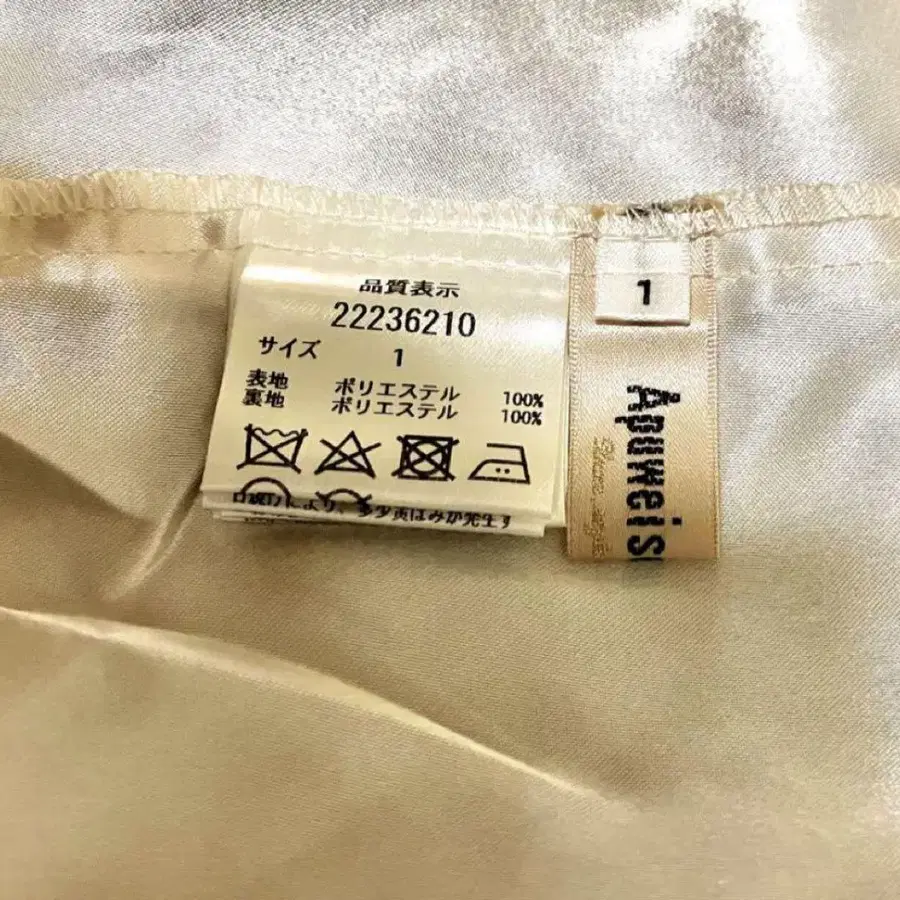 品質表示
22236210
サイズ 1
表地 ポリエステル 100%
裏地 ポリエステル 100%
1
Apuweis